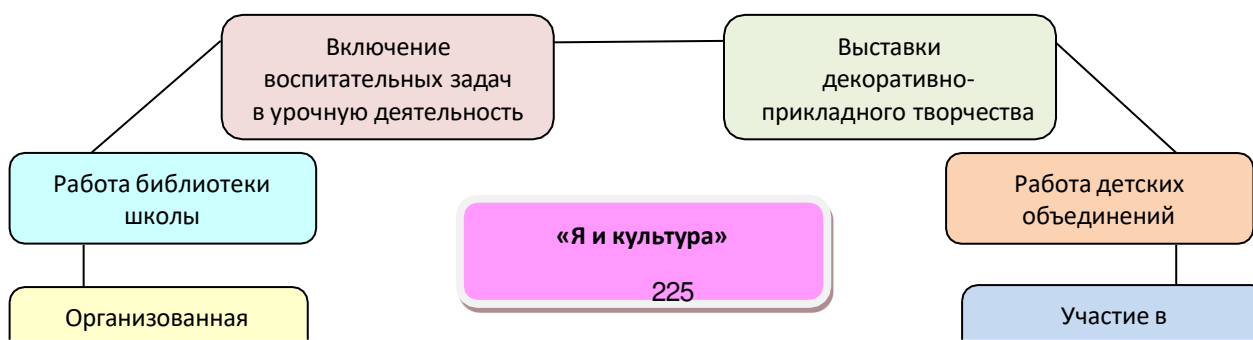 Включение
воспитательных задач
в урочную деятельность
Выставки
декоративно-
прикладного творчества
Работа библиотеки
школы
Работа детских
объединений
«Я и культура»
225
Организованная
Участие в